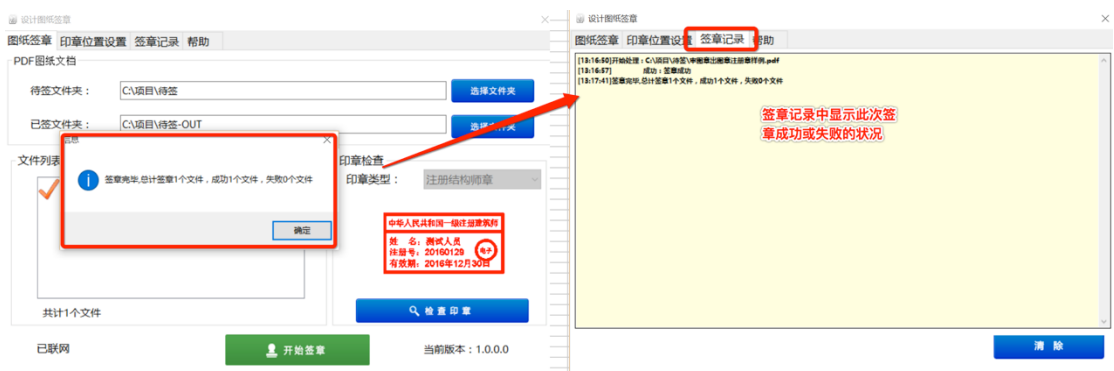 设计图纸签章
图纸签章 印章位置设置 签章记录 帮助
PDF图纸文档
待签文件夹： C:\项目\待签 选择文件夹
已签文件夹： C:\项目\待签-OUT 选择文件夹
信息
签章完毕,总计签章1个文件，成功1个文件，失败0个文件
确定
文件列表
共计1个文件
印章检查
印章类型： 注册结构师章
中华人民共和国一级注册建筑师
姓 名：测试人员
注册号：20160129
有效期：2016年12月30日
电子
检查印章
已联网
开始签章
当前版本：1.0.0.0
设计图纸签章
图纸签章 印章位置设置 签章记录 帮助
[13:16:50]开始处理：C:\项目\待签\审图章出图章注册章样例.pdf
[13:16:57] 成功：签章成功
[13:17:41]签章完毕,总计签章1个文件，成功1个文件，失败0个文件
签章记录中显示此次签
章成功或失败的状况
清 除